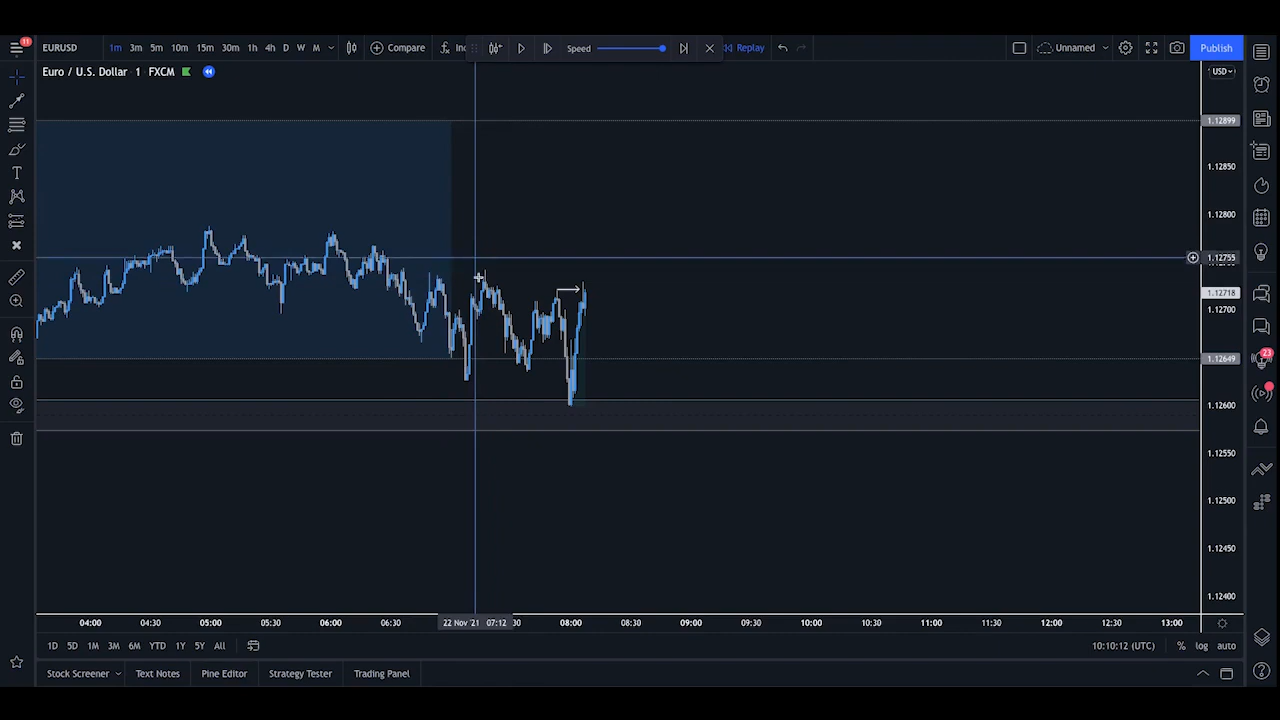 11
EURUSD 1m 3m 5m 10m 15m 30m 1h 4h D W M Compare Speed Replay Unnamed Publish
Euro / U.S. Dollar 1 FXCM USD
1.12899
1.12850
1.12800
1.12755
1.12718
1.12700
1.12649
23
1.12600
1.12550
1.12500
1.12450
1.12400
04:00 04:30 05:00 05:30 06:00 06:30 22 Nov '21 07:12 08:00 08:30 09:00 09:30 10:00 10:30 11:00 11:30 12:00 12:30 13:00
1D 5D 1M 3M 6M YTD 1Y 5Y All 10:10:12 (UTC) % log auto
Stock Screener Text Notes Pine Editor Strategy Tester Trading Panel